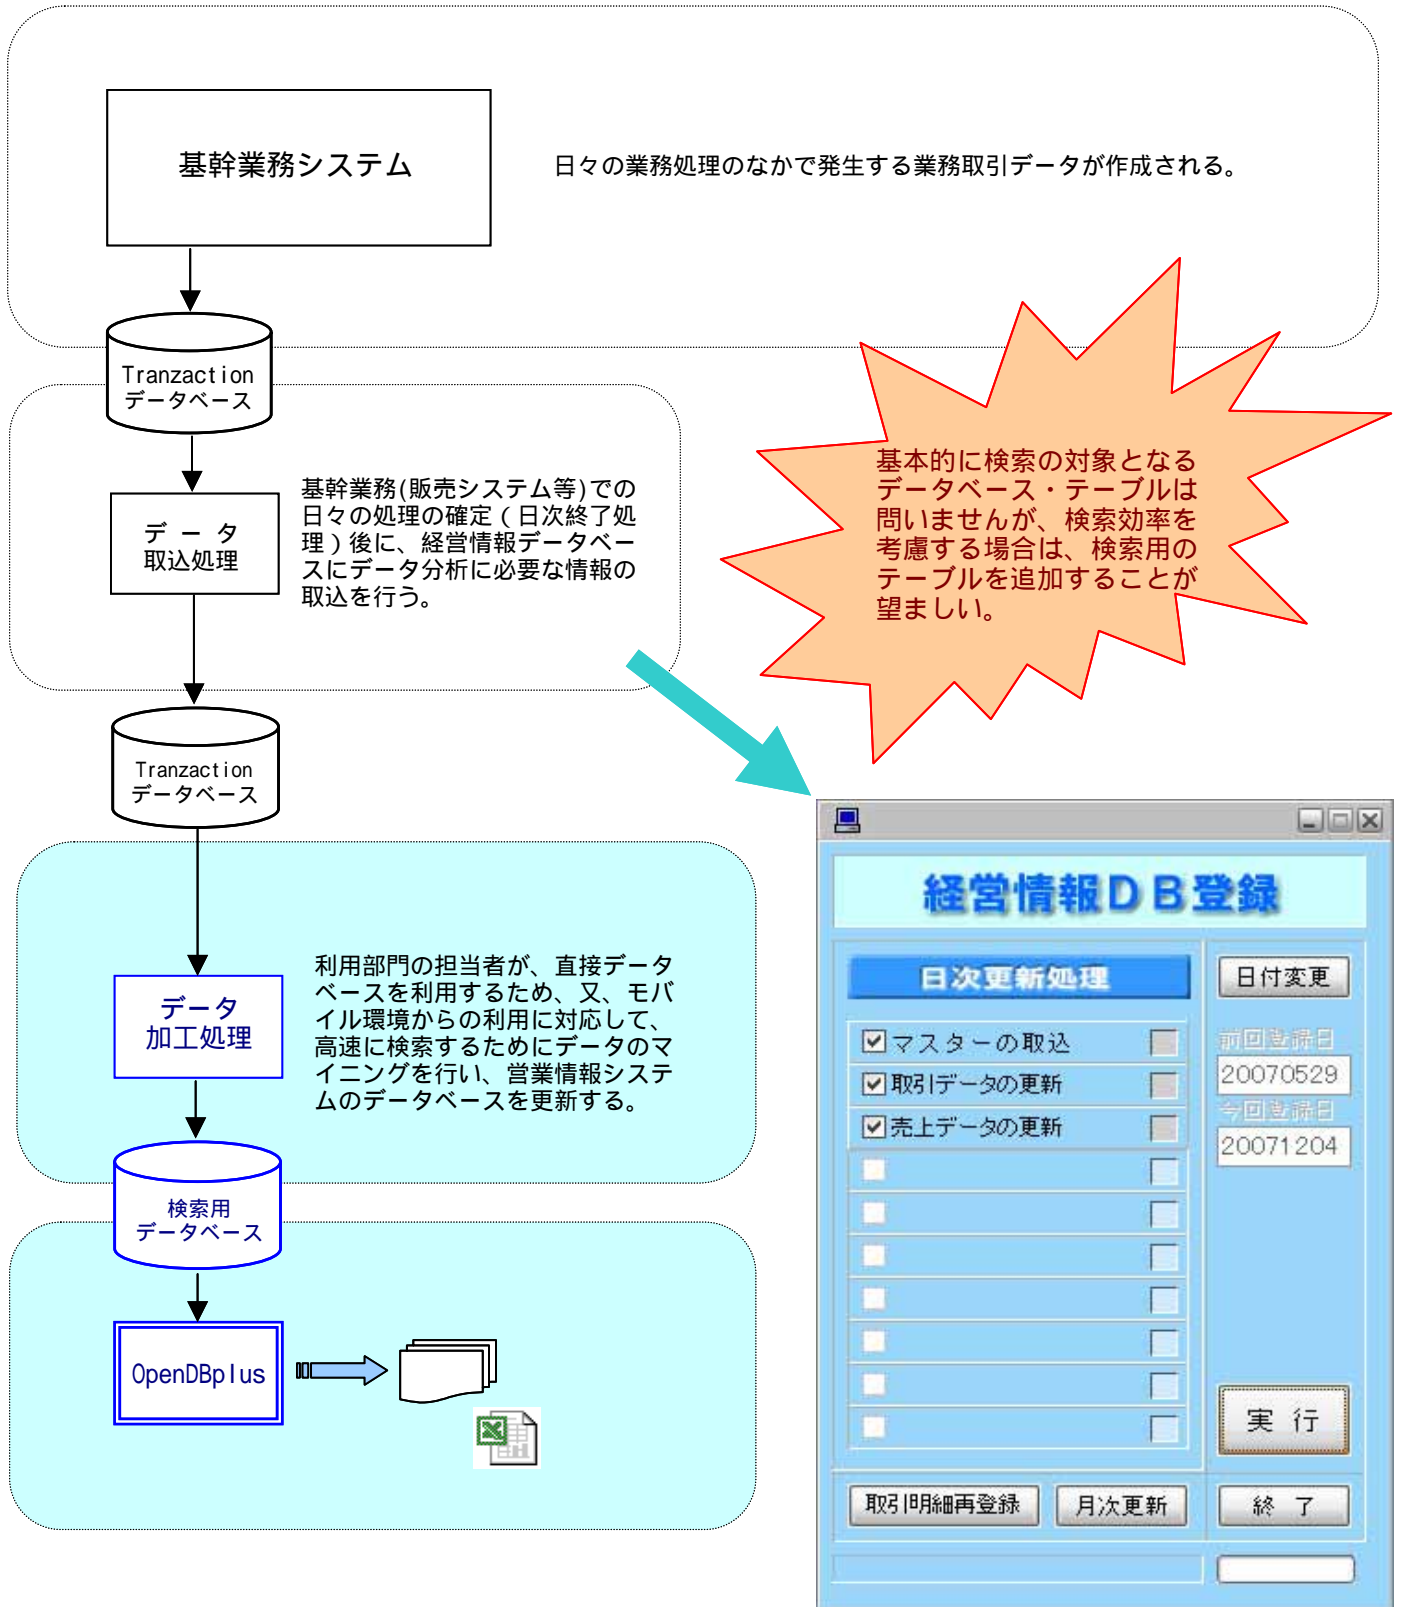 基幹業務システム
日々の業務処理のなかで発生する業務取引データが作成される。
Tranzaction
データベース
デ ー タ
取込処理
基幹業務(販売システム等)での
日々の処理の確定（日次終了処
理）後に、経営情報データベー
スにデータ分析に必要な情報の
取込を行う。
基本的に検索の対象となる
データベース・テーブルは
問いませんが、検索効率を
考慮する場合は、検索用の
テーブルを追加することが
望ましい。
Tranzaction
データベース
データ
加工処理
利用部門の担当者が、直接データ
ベースを利用するため、又、モバ
イル環境からの利用に対応して、
高速に検索するためにデータのマ
イニングを行い、営業情報システ
ムのデータベースを更新する。
検索用
データベース
OpenDBplus
経営情報ＤＢ登録
日次更新処理
日付変更
マスターの取込
取引データの更新
売上データの更新
前回登録日
20070529
今回登録日
20071204
実 行
取引明細再登録
月次更新
終 了